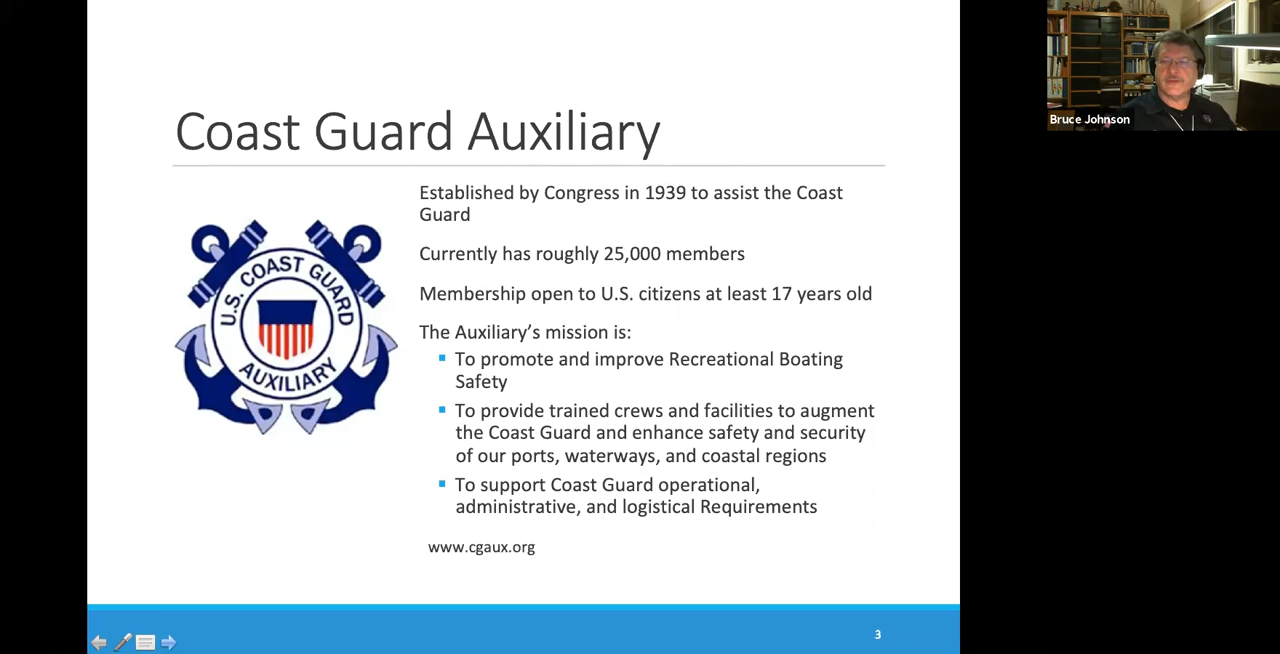 Coast Guard Auxiliary
Established by Congress in 1939 to assist the Coast
Guard
Currently has roughly 25,000 members
Membership open to U.S. citizens at least 17 years old
The Auxiliary’s mission is:
To promote and improve Recreational Boating
Safety
To provide trained crews and facilities to augment
the Coast Guard and enhance safety and security
of our ports, waterways, and coastal regions
To support Coast Guard operational,
administrative, and logistical Requirements
www.cgaux.org
U.S. COAST GUARD
AUXILIARY
3
Bruce Johnson